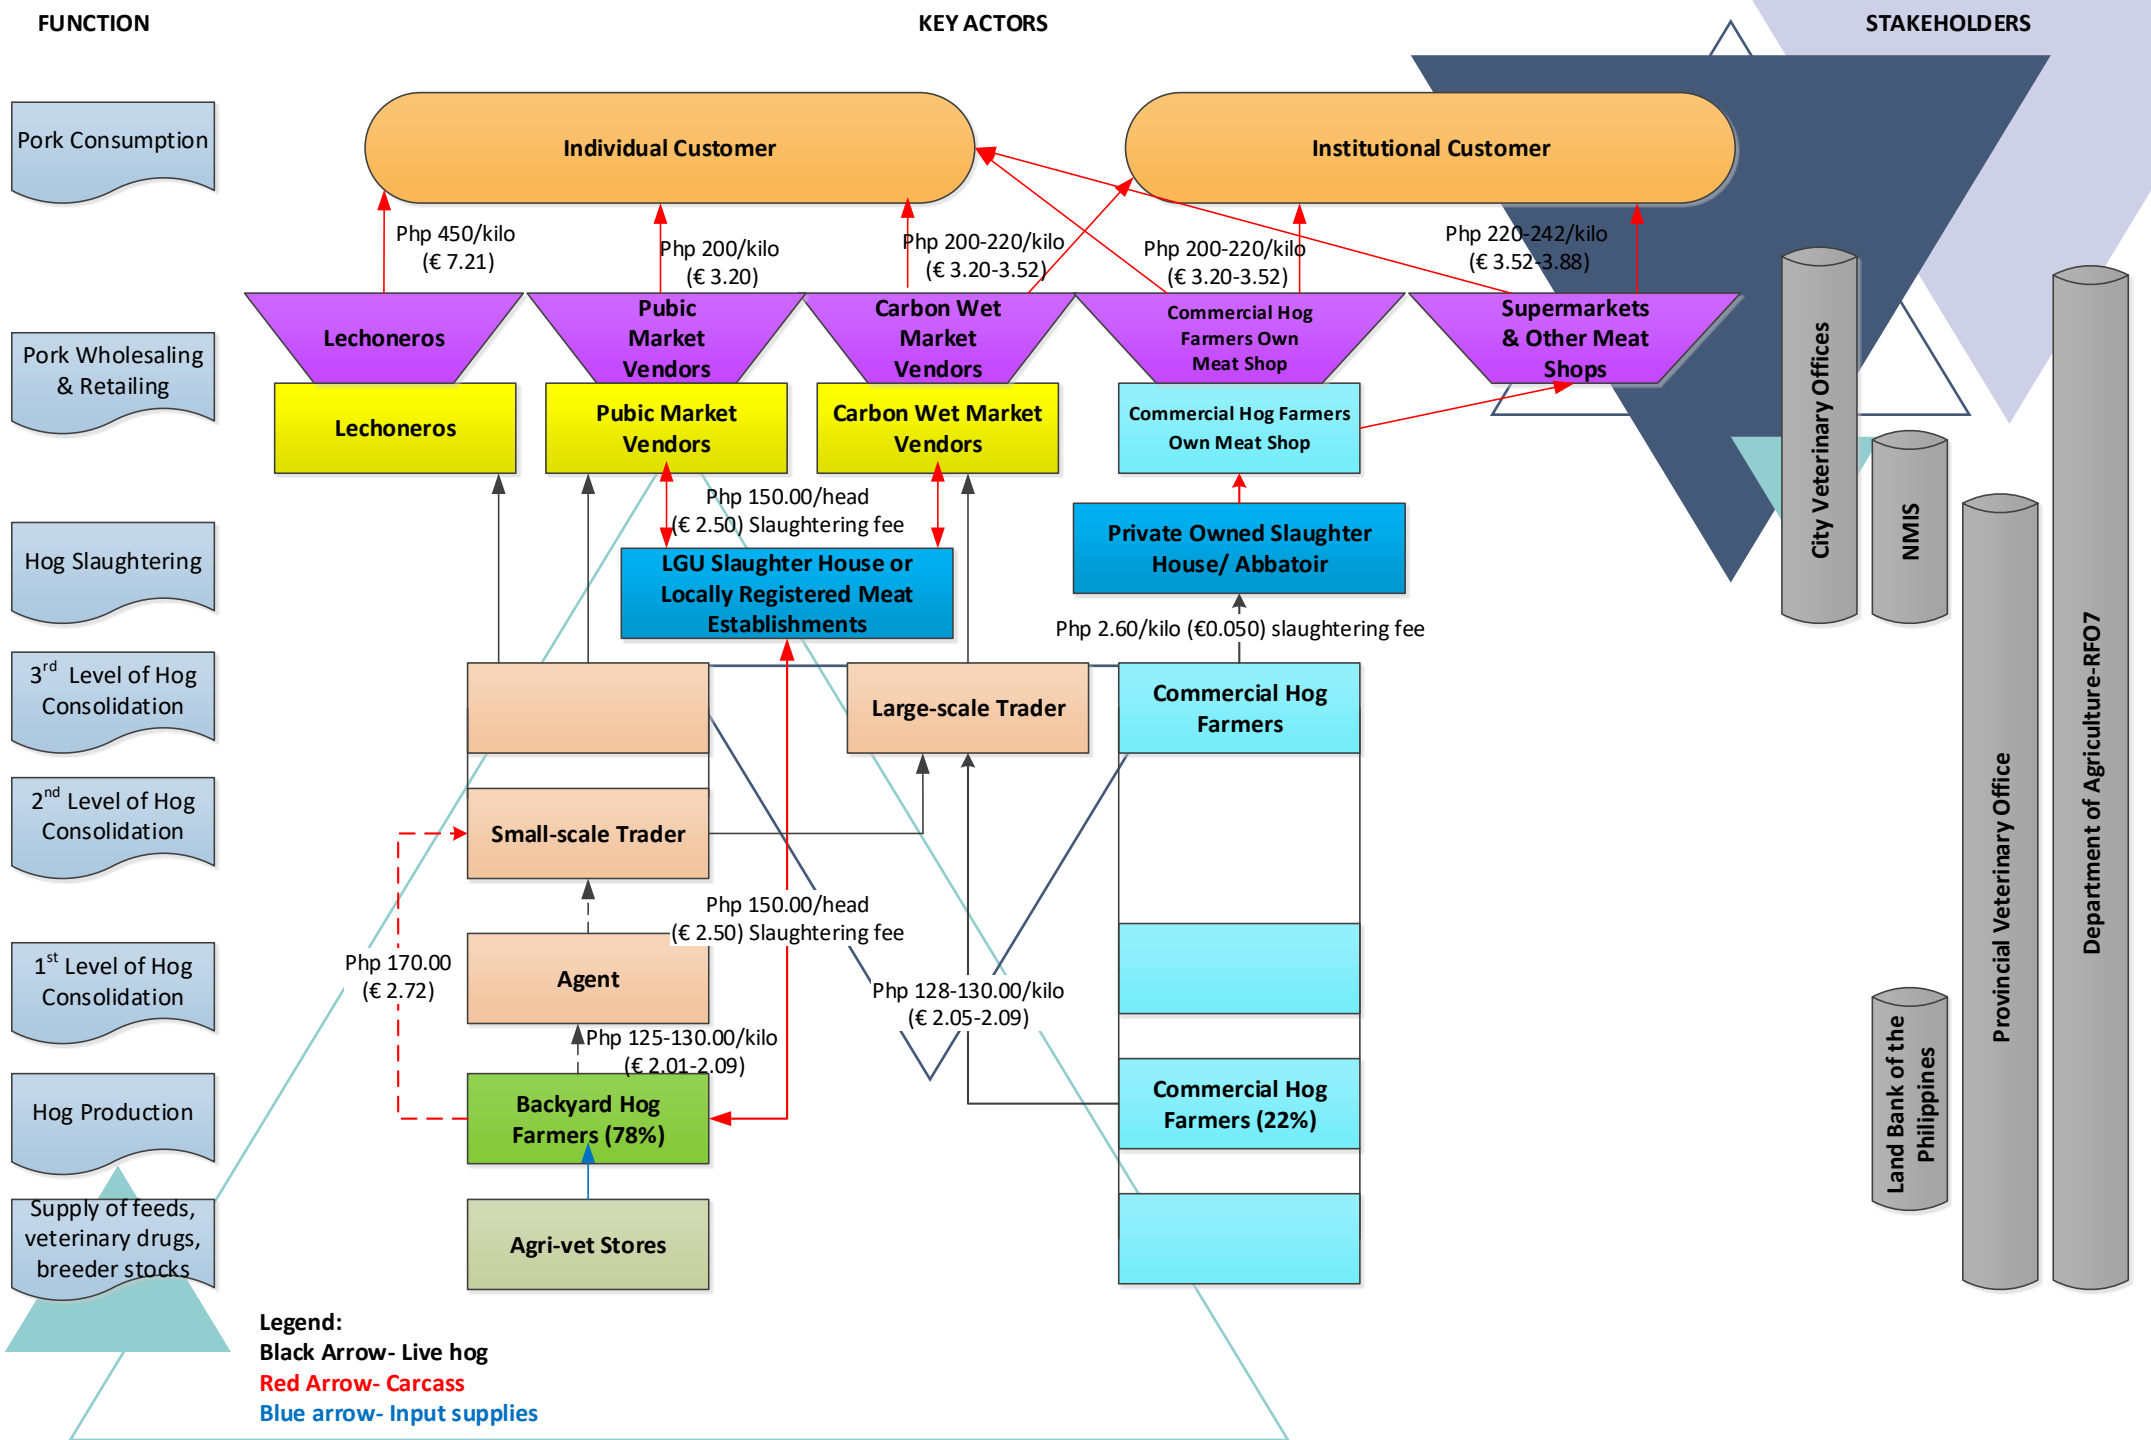 FUNCTION
KEY ACTORS
STAKEHOLDERS
Pork Consumption
Individual Customer
Institutional Customer
Php 450/kilo
(€ 7.21)
Php 200/kilo
(€ 3.20)
Php 200-220/kilo
(€ 3.20-3.52)
Php 200-220/kilo
(€ 3.20-3.52)
Php 220-242/kilo
(€ 3.52-3.88)
Pork Wholesaling
& Retailing
Lechoneros
Pubic
Market
Vendors
Carbon Wet
Market
Vendors
Commercial Hog
Farmers Own
Meat Shop
Supermarkets
& Other Meat
Shops
Lechoneros
Pubic Market
Vendors
Carbon Wet Market
Vendors
Commercial Hog Farmers
Own Meat Shop
Php 150.00/head
(€ 2.50) Slaughtering fee
Hog Slaughtering
LGU Slaughter House or
Locally Registered Meat
Establishments
Private Owned Slaughter
House/ Abbatoir
Php 2.60/kilo (€0.050) slaughtering fee
3rd Level of Hog
Consolidation
Large-scale Trader
Commercial Hog
Farmers
2nd Level of Hog
Consolidation
Small-scale Trader
Php 150.00/head
(€ 2.50) Slaughtering fee
1st Level of Hog
Consolidation
Php 170.00
(€ 2.72)
Agent
Php 128-130.00/kilo
(€ 2.05-2.09)
Php 125-130.00/kilo
(€ 2.01-2.09)
Hog Production
Backyard Hog
Farmers (78%)
Commercial Hog
Farmers (22%)
Supply of feeds,
veterinary drugs,
breeder stocks
Agri-vet Stores
City Veterinary Offices
NMIS
Land Bank of the
Philippines
Provincial Veterinary Office
Department of Agriculture-RFO7
Legend:
Black Arrow- Live hog
Red Arrow- Carcass
Blue arrow- Input supplies